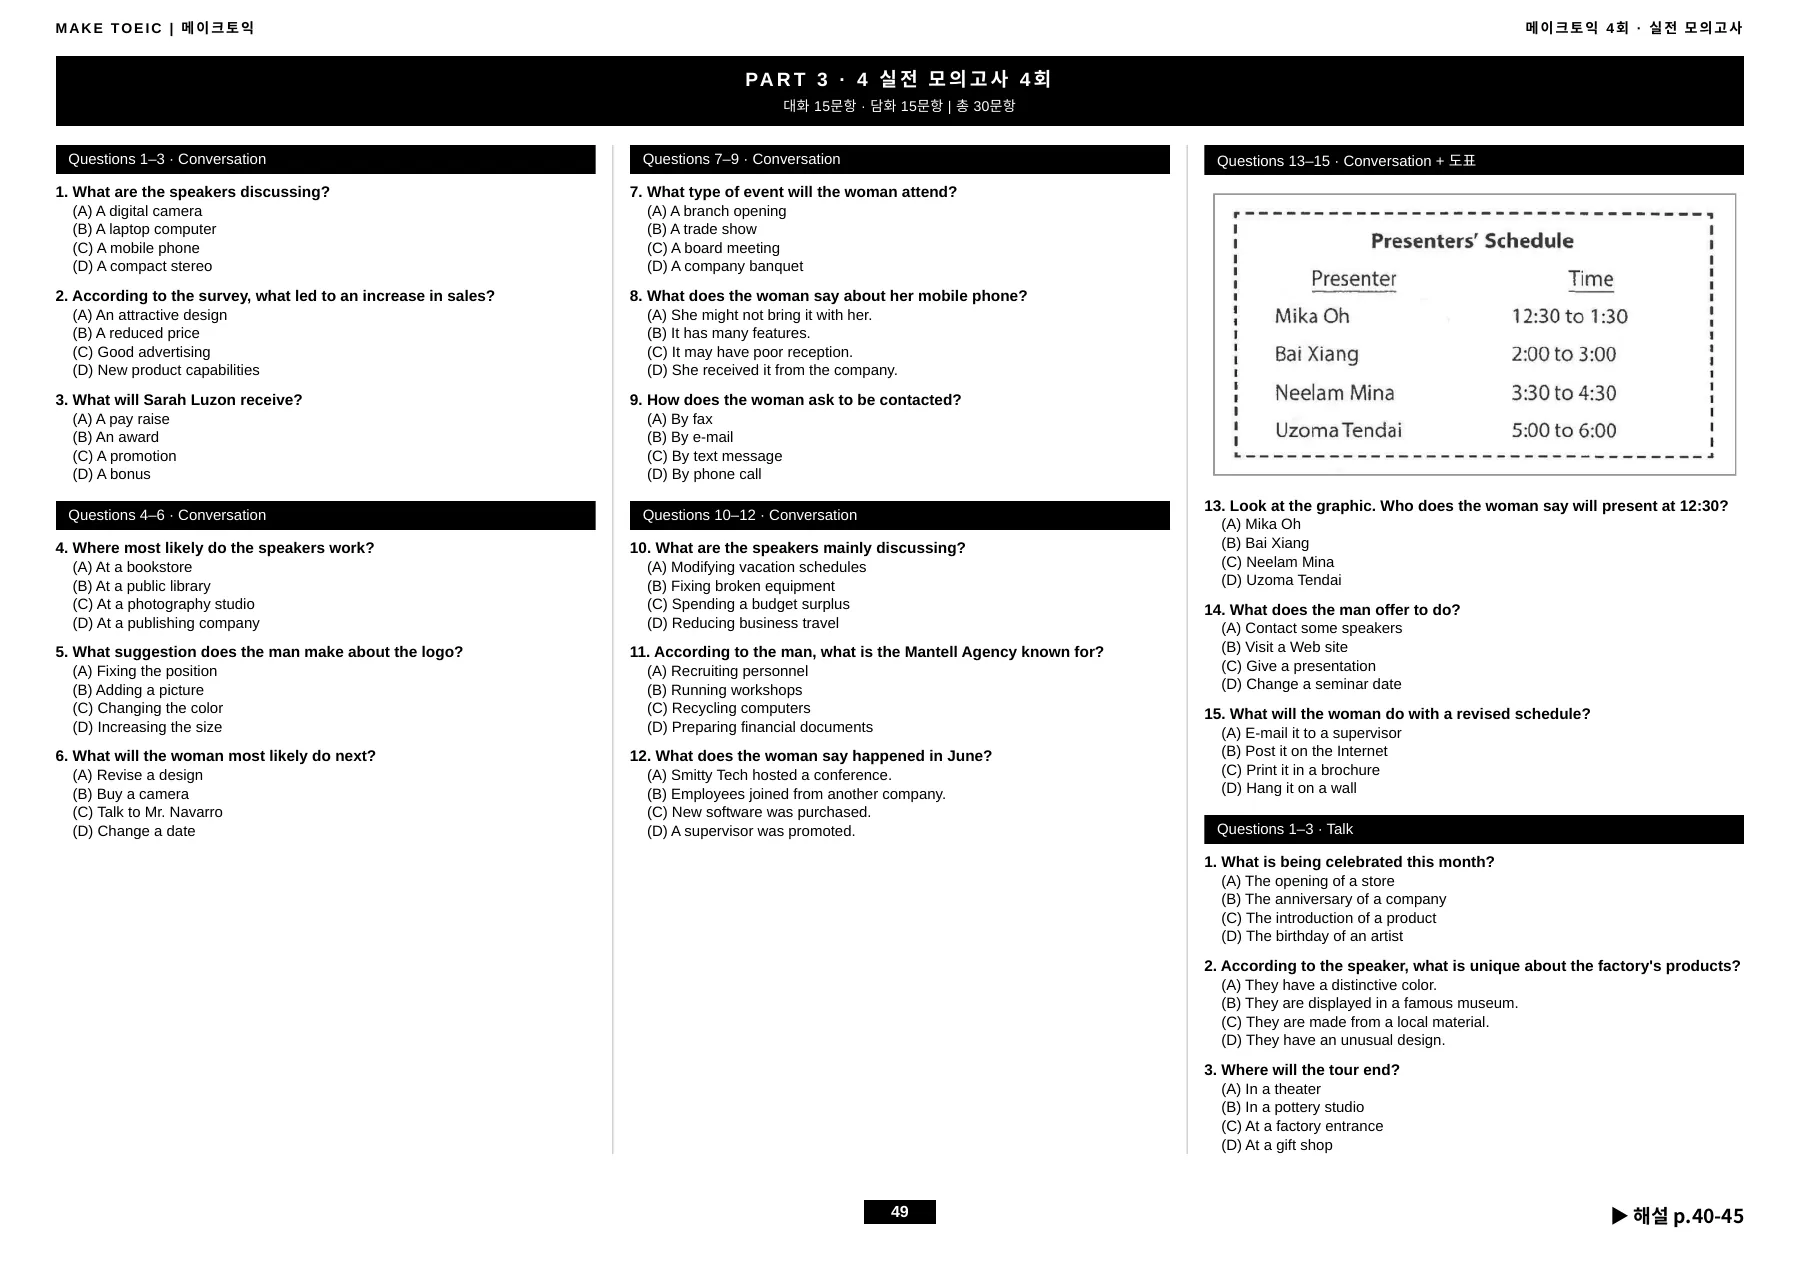 MAKE TOEIC | 메이크토익
메이크토익 4회 · 실전 모의고사
PART 3 · 4 실전 모의고사 4회
대화 15문항 · 담화 15문항 | 총 30문항
Questions 1–3 · Conversation
1. What are the speakers discussing?
(A) A digital camera
(B) A laptop computer
(C) A mobile phone
(D) A compact stereo
2. According to the survey, what led to an increase in sales?
(A) An attractive design
(B) A reduced price
(C) Good advertising
(D) New product capabilities
3. What will Sarah Luzon receive?
(A) A pay raise
(B) An award
(C) A promotion
(D) A bonus
Questions 4–6 · Conversation
4. Where most likely do the speakers work?
(A) At a bookstore
(B) At a public library
(C) At a photography studio
(D) At a publishing company
5. What suggestion does the man make about the logo?
(A) Fixing the position
(B) Adding a picture
(C) Changing the color
(D) Increasing the size
6. What will the woman most likely do next?
(A) Revise a design
(B) Buy a camera
(C) Talk to Mr. Navarro
(D) Change a date
Questions 7–9 · Conversation
7. What type of event will the woman attend?
(A) A branch opening
(B) A trade show
(C) A board meeting
(D) A company banquet
8. What does the woman say about her mobile phone?
(A) She might not bring it with her.
(B) It has many features.
(C) It may have poor reception.
(D) She received it from the company.
9. How does the woman ask to be contacted?
(A) By fax
(B) By e-mail
(C) By text message
(D) By phone call
Questions 10–12 · Conversation
10. What are the speakers mainly discussing?
(A) Modifying vacation schedules
(B) Fixing broken equipment
(C) Spending a budget surplus
(D) Reducing business travel
11. According to the man, what is the Mantell Agency known for?
(A) Recruiting personnel
(B) Running workshops
(C) Recycling computers
(D) Preparing financial documents
12. What does the woman say happened in June?
(A) Smitty Tech hosted a conference.
(B) Employees joined from another company.
(C) New software was purchased.
(D) A supervisor was promoted.
Questions 13–15 · Conversation + 도표
Presenters' Schedule
Presenter Time
Mika Oh 12:30 to 1:30
Bai Xiang 2:00 to 3:00
Neelam Mina 3:30 to 4:30
Uzoma Tendai 5:00 to 6:00
13. Look at the graphic. Who does the woman say will present at 12:30?
(A) Mika Oh
(B) Bai Xiang
(C) Neelam Mina
(D) Uzoma Tendai
14. What does the man offer to do?
(A) Contact some speakers
(B) Visit a Web site
(C) Give a presentation
(D) Change a seminar date
15. What will the woman do with a revised schedule?
(A) E-mail it to a supervisor
(B) Post it on the Internet
(C) Print it in a brochure
(D) Hang it on a wall
Questions 1–3 · Talk
1. What is being celebrated this month?
(A) The opening of a store
(B) The anniversary of a company
(C) The introduction of a product
(D) The birthday of an artist
2. According to the speaker, what is unique about the factory's products?
(A) They have a distinctive color.
(B) They are displayed in a famous museum.
(C) They are made from a local material.
(D) They have an unusual design.
3. Where will the tour end?
(A) In a theater
(B) In a pottery studio
(C) At a factory entrance
(D) At a gift shop
49
▶ 해설 p.40-45